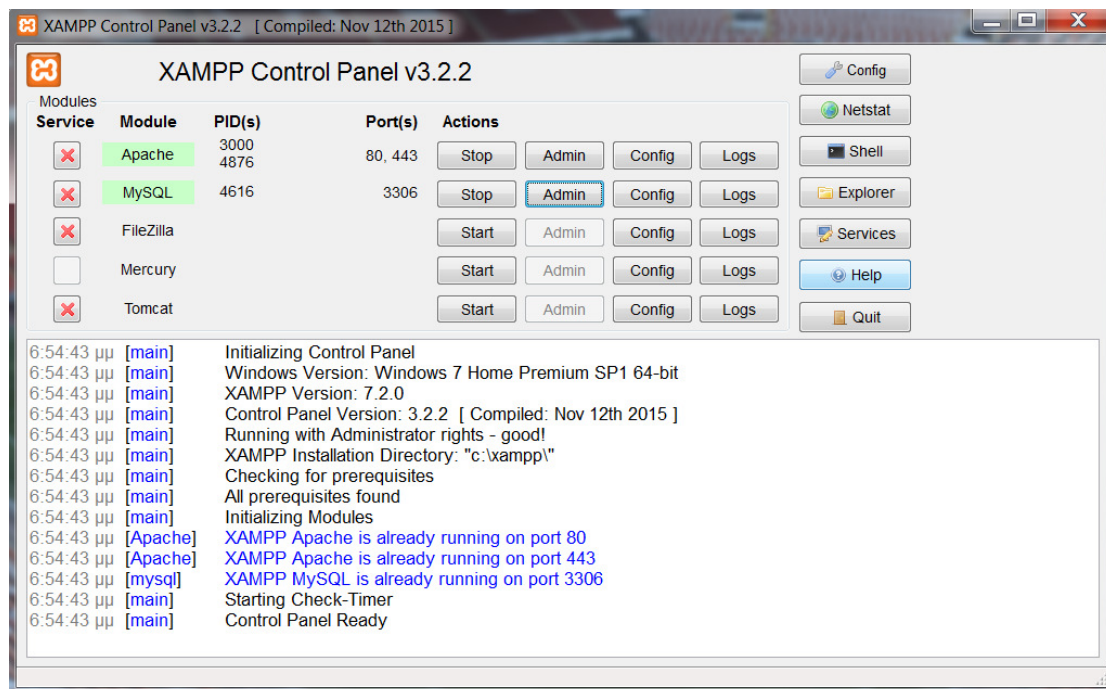 XAMPP Control Panel v3.2.2 [ Compiled: Nov 12th 2015 ]
XAMPP Control Panel v3.2.2
Config
Modules
Service Module PID(s) Port(s) Actions
Netstat
Apache 3000 4876 80, 443 Stop Admin Config Logs
Shell
MySQL 4616 3306 Stop Admin Config Logs
Explorer
FileZilla Start Admin Config Logs
Services
Mercury Start Admin Config Logs
Help
Tomcat Start Admin Config Logs
Quit
6:54:43 μμ [main] Initializing Control Panel
6:54:43 μμ [main] Windows Version: Windows 7 Home Premium SP1 64-bit
6:54:43 μμ [main] XAMPP Version: 7.2.0
6:54:43 μμ [main] Control Panel Version: 3.2.2 [ Compiled: Nov 12th 2015 ]
6:54:43 μμ [main] Running with Administrator rights - good!
6:54:43 μμ [main] XAMPP Installation Directory: "c:\xampp\"
6:54:43 μμ [main] Checking for prerequisites
6:54:43 μμ [main] All prerequisites found
6:54:43 μμ [main] Initializing Modules
6:54:43 μμ [Apache] XAMPP Apache is already running on port 80
6:54:43 μμ [Apache] XAMPP Apache is already running on port 443
6:54:43 μμ [mysql] XAMPP MySQL is already running on port 3306
6:54:43 μμ [main] Starting Check-Timer
6:54:43 μμ [main] Control Panel Ready